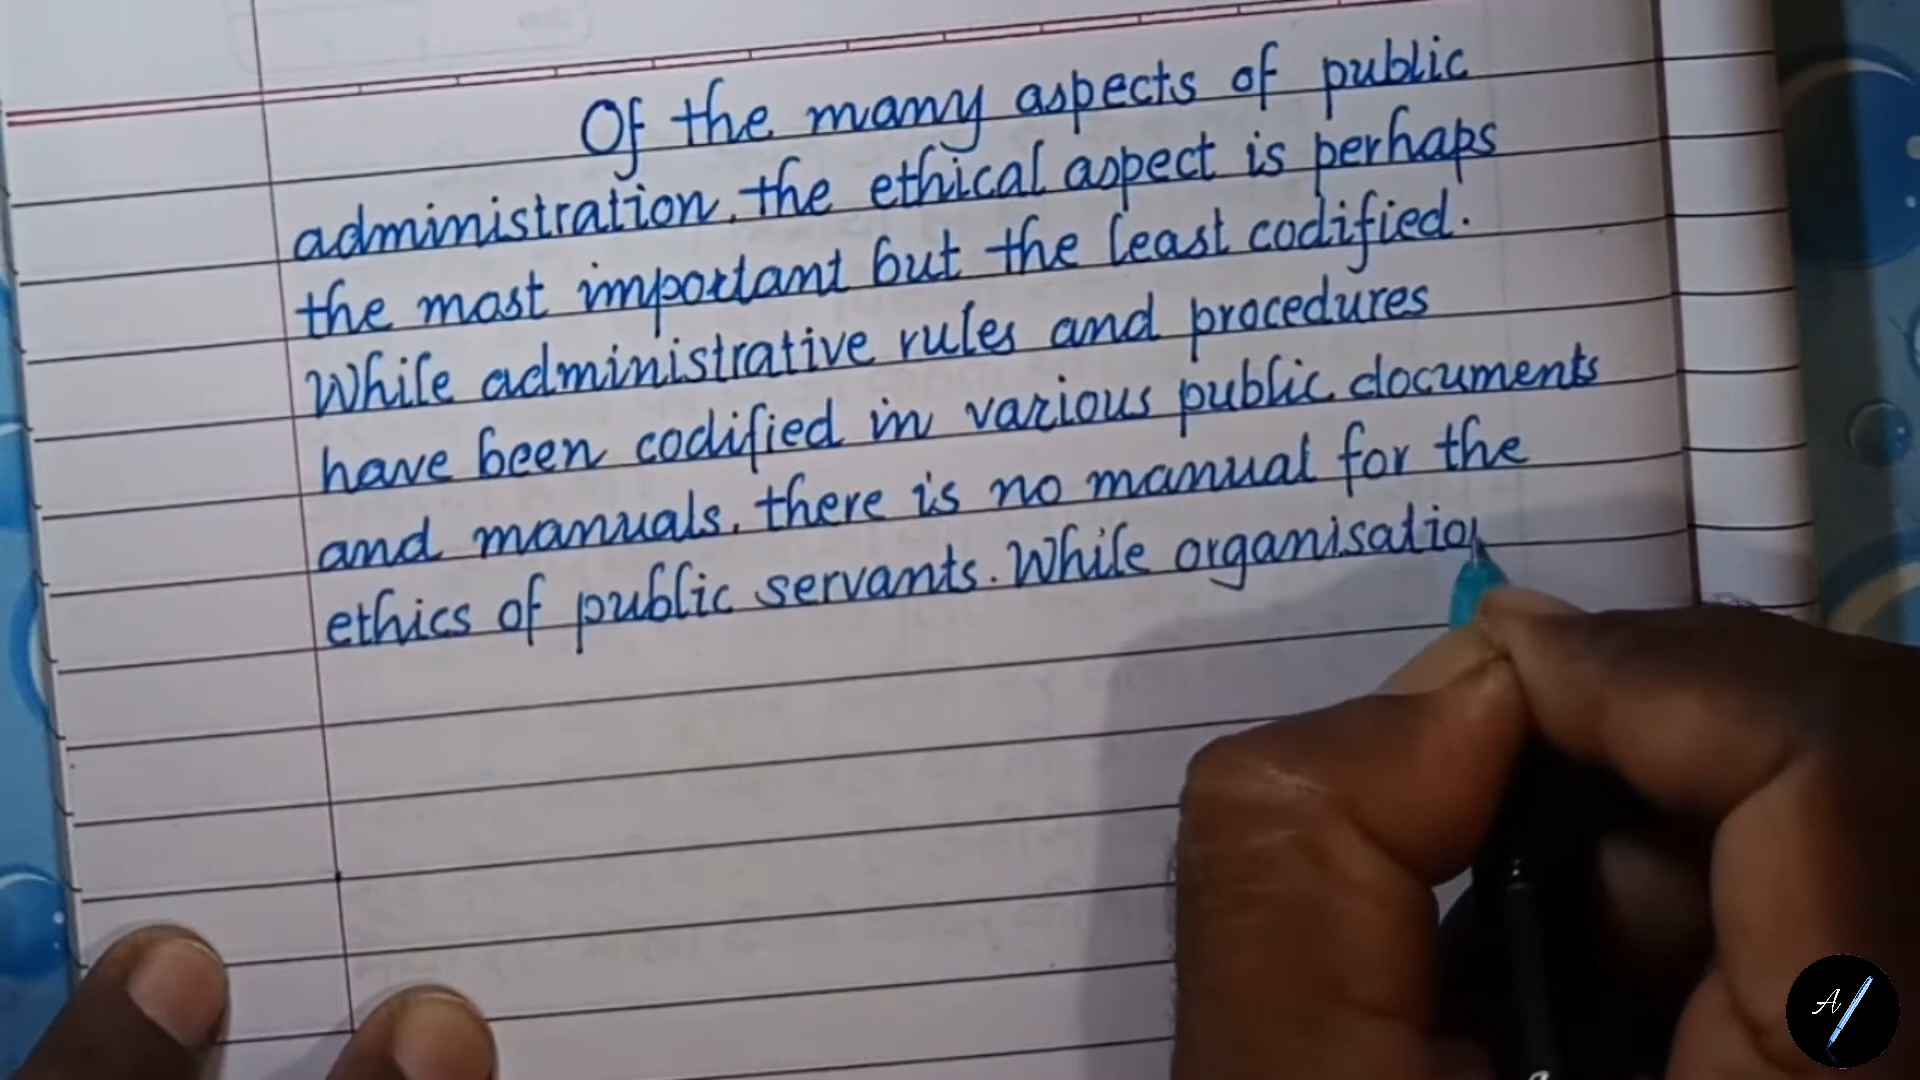 Of the many aspects of public
administration, the ethical aspect is perhaps
the most important but the least codified.
While administrative rules and procedures
have been codified in various public documents
and manuals, there is no manual for the
ethics of public servants. While organisation
A